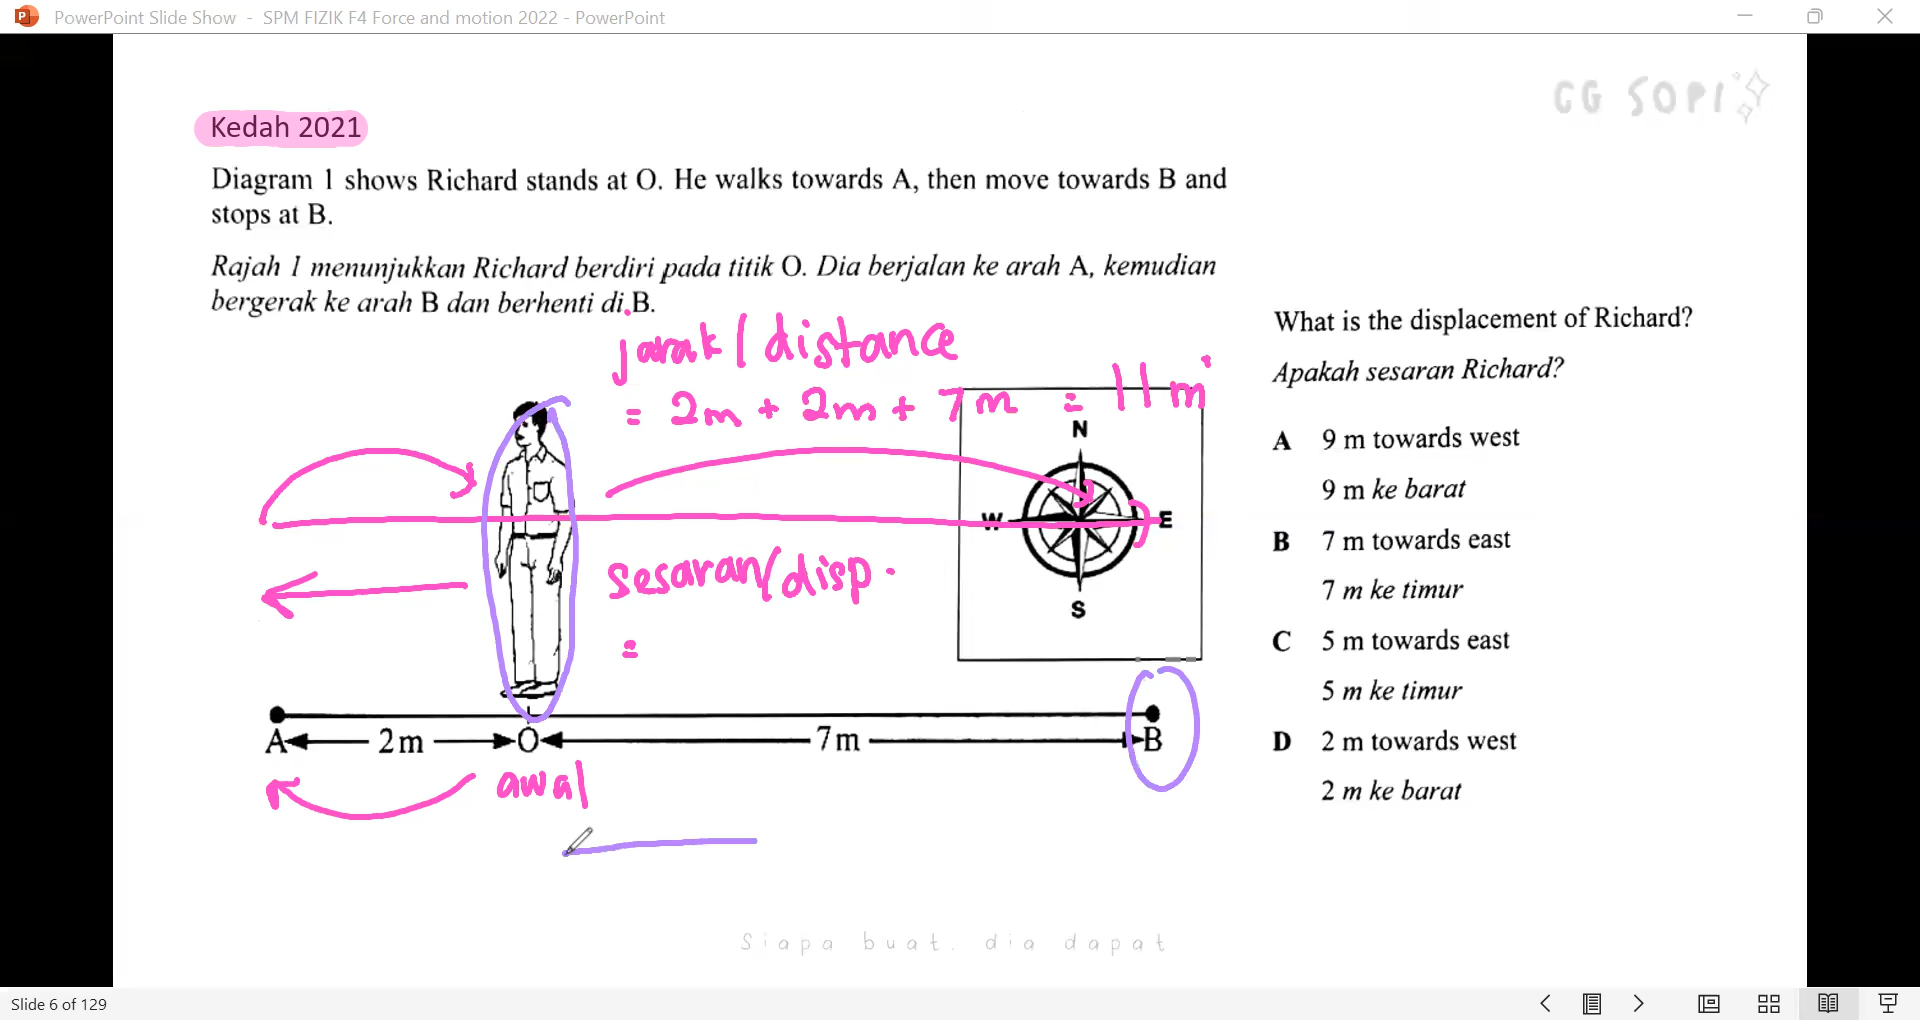 PowerPoint Slide Show - SPM FIZIK F4 Force and motion 2022 - PowerPoint
CG SOPI
Kedah 2021
Diagram 1 shows Richard stands at O. He walks towards A, then move towards B and
stops at B.
Rajah 1 menunjukkan Richard berdiri pada titik O. Dia berjalan ke arah A, kemudian
bergerak ke arah B dan berhenti di B.
jarak / distance
= 2m + 2m + 7m = 11 m
N
W
E
S
sesaran/disp.
=
A
2 m
O
7 m
B
awal
What is the displacement of Richard?
Apakah sesaran Richard?
A 9 m towards west
9 m ke barat
B 7 m towards east
7 m ke timur
C 5 m towards east
5 m ke timur
D 2 m towards west
2 m ke barat
Siapa buat. dia dapat
Slide 6 of 129